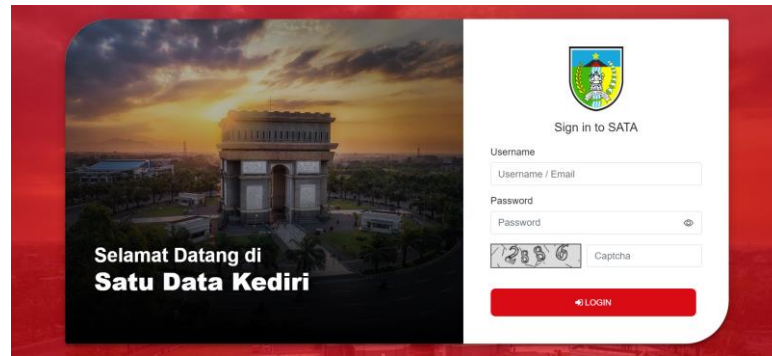 Selamat Datang di
Satu Data Kediri
Sign in to SATA
Username
Username / Email
Password
Password
Captcha
LOGIN